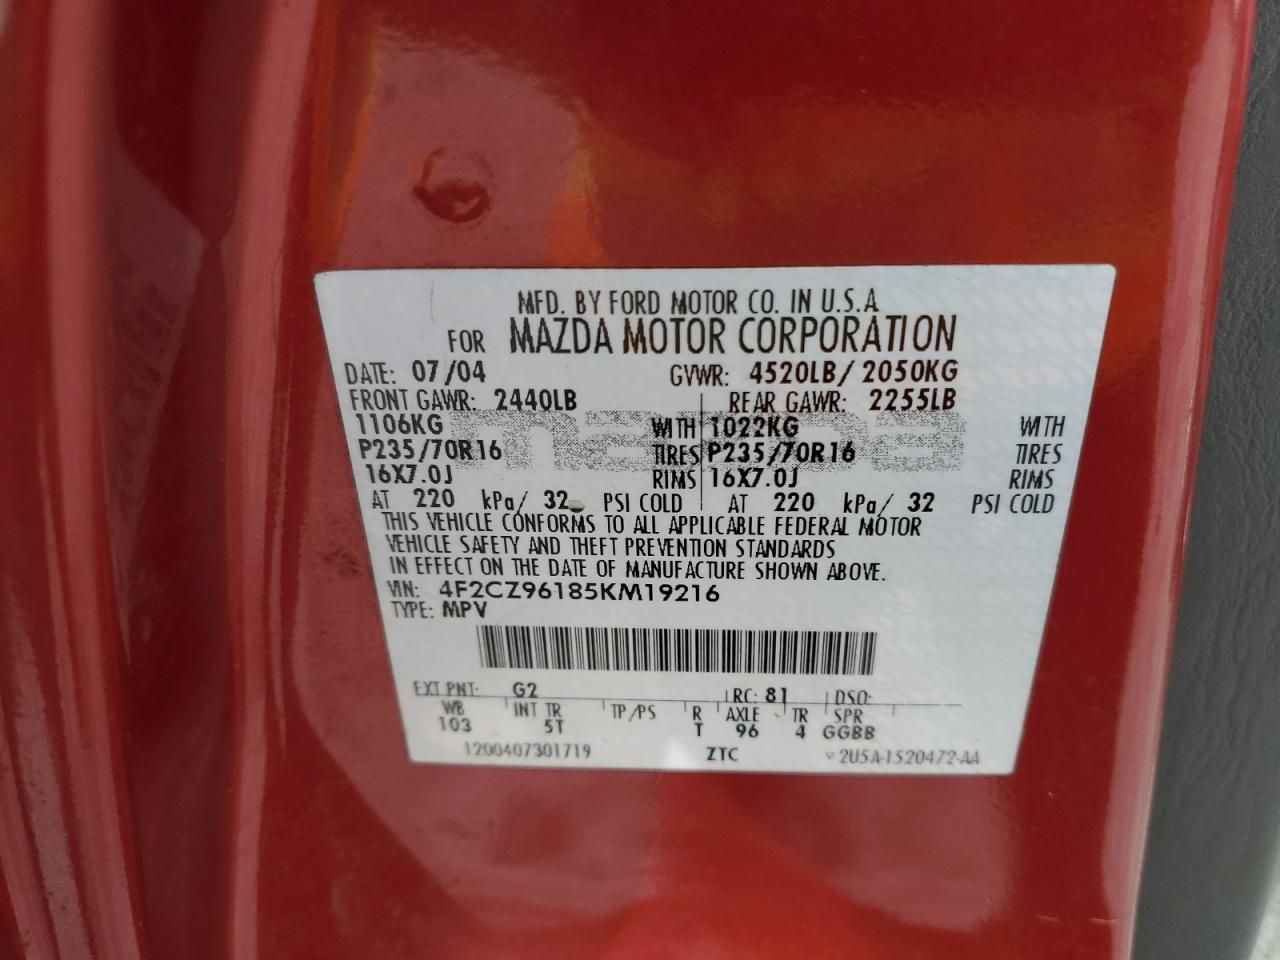 MFD. BY FORD MOTOR CO. IN U.S.A
FOR MAZDA MOTOR CORPORATION
DATE: 07/04 GVWR: 4520LB/ 2050KG
FRONT GAWR: 2440LB REAR GAWR: 2255LB
1106KG WITH 1022KG WITH
P235/70R16 TIRES P235/70R16 TIRES
16X7.0J RIMS 16X7.0J RIMS
AT 220 kPa/ 32 PSI COLD AT 220 kPa/ 32 PSI COLD
THIS VEHICLE CONFORMS TO ALL APPLICABLE FEDERAL MOTOR
VEHICLE SAFETY AND THEFT PREVENTION STANDARDS
IN EFFECT ON THE DATE OF MANUFACTURE SHOWN ABOVE.
VIN: 4F2CZ96185KM19216
TYPE: MPV
EXT PNT: G2 RC: 81 DSO:
WB INT TR TP/PS R AXLE TR SPR
103 5T T 96 4 GGBB
1200407301719 ZTC 2U5A-1520472-AA
mazda